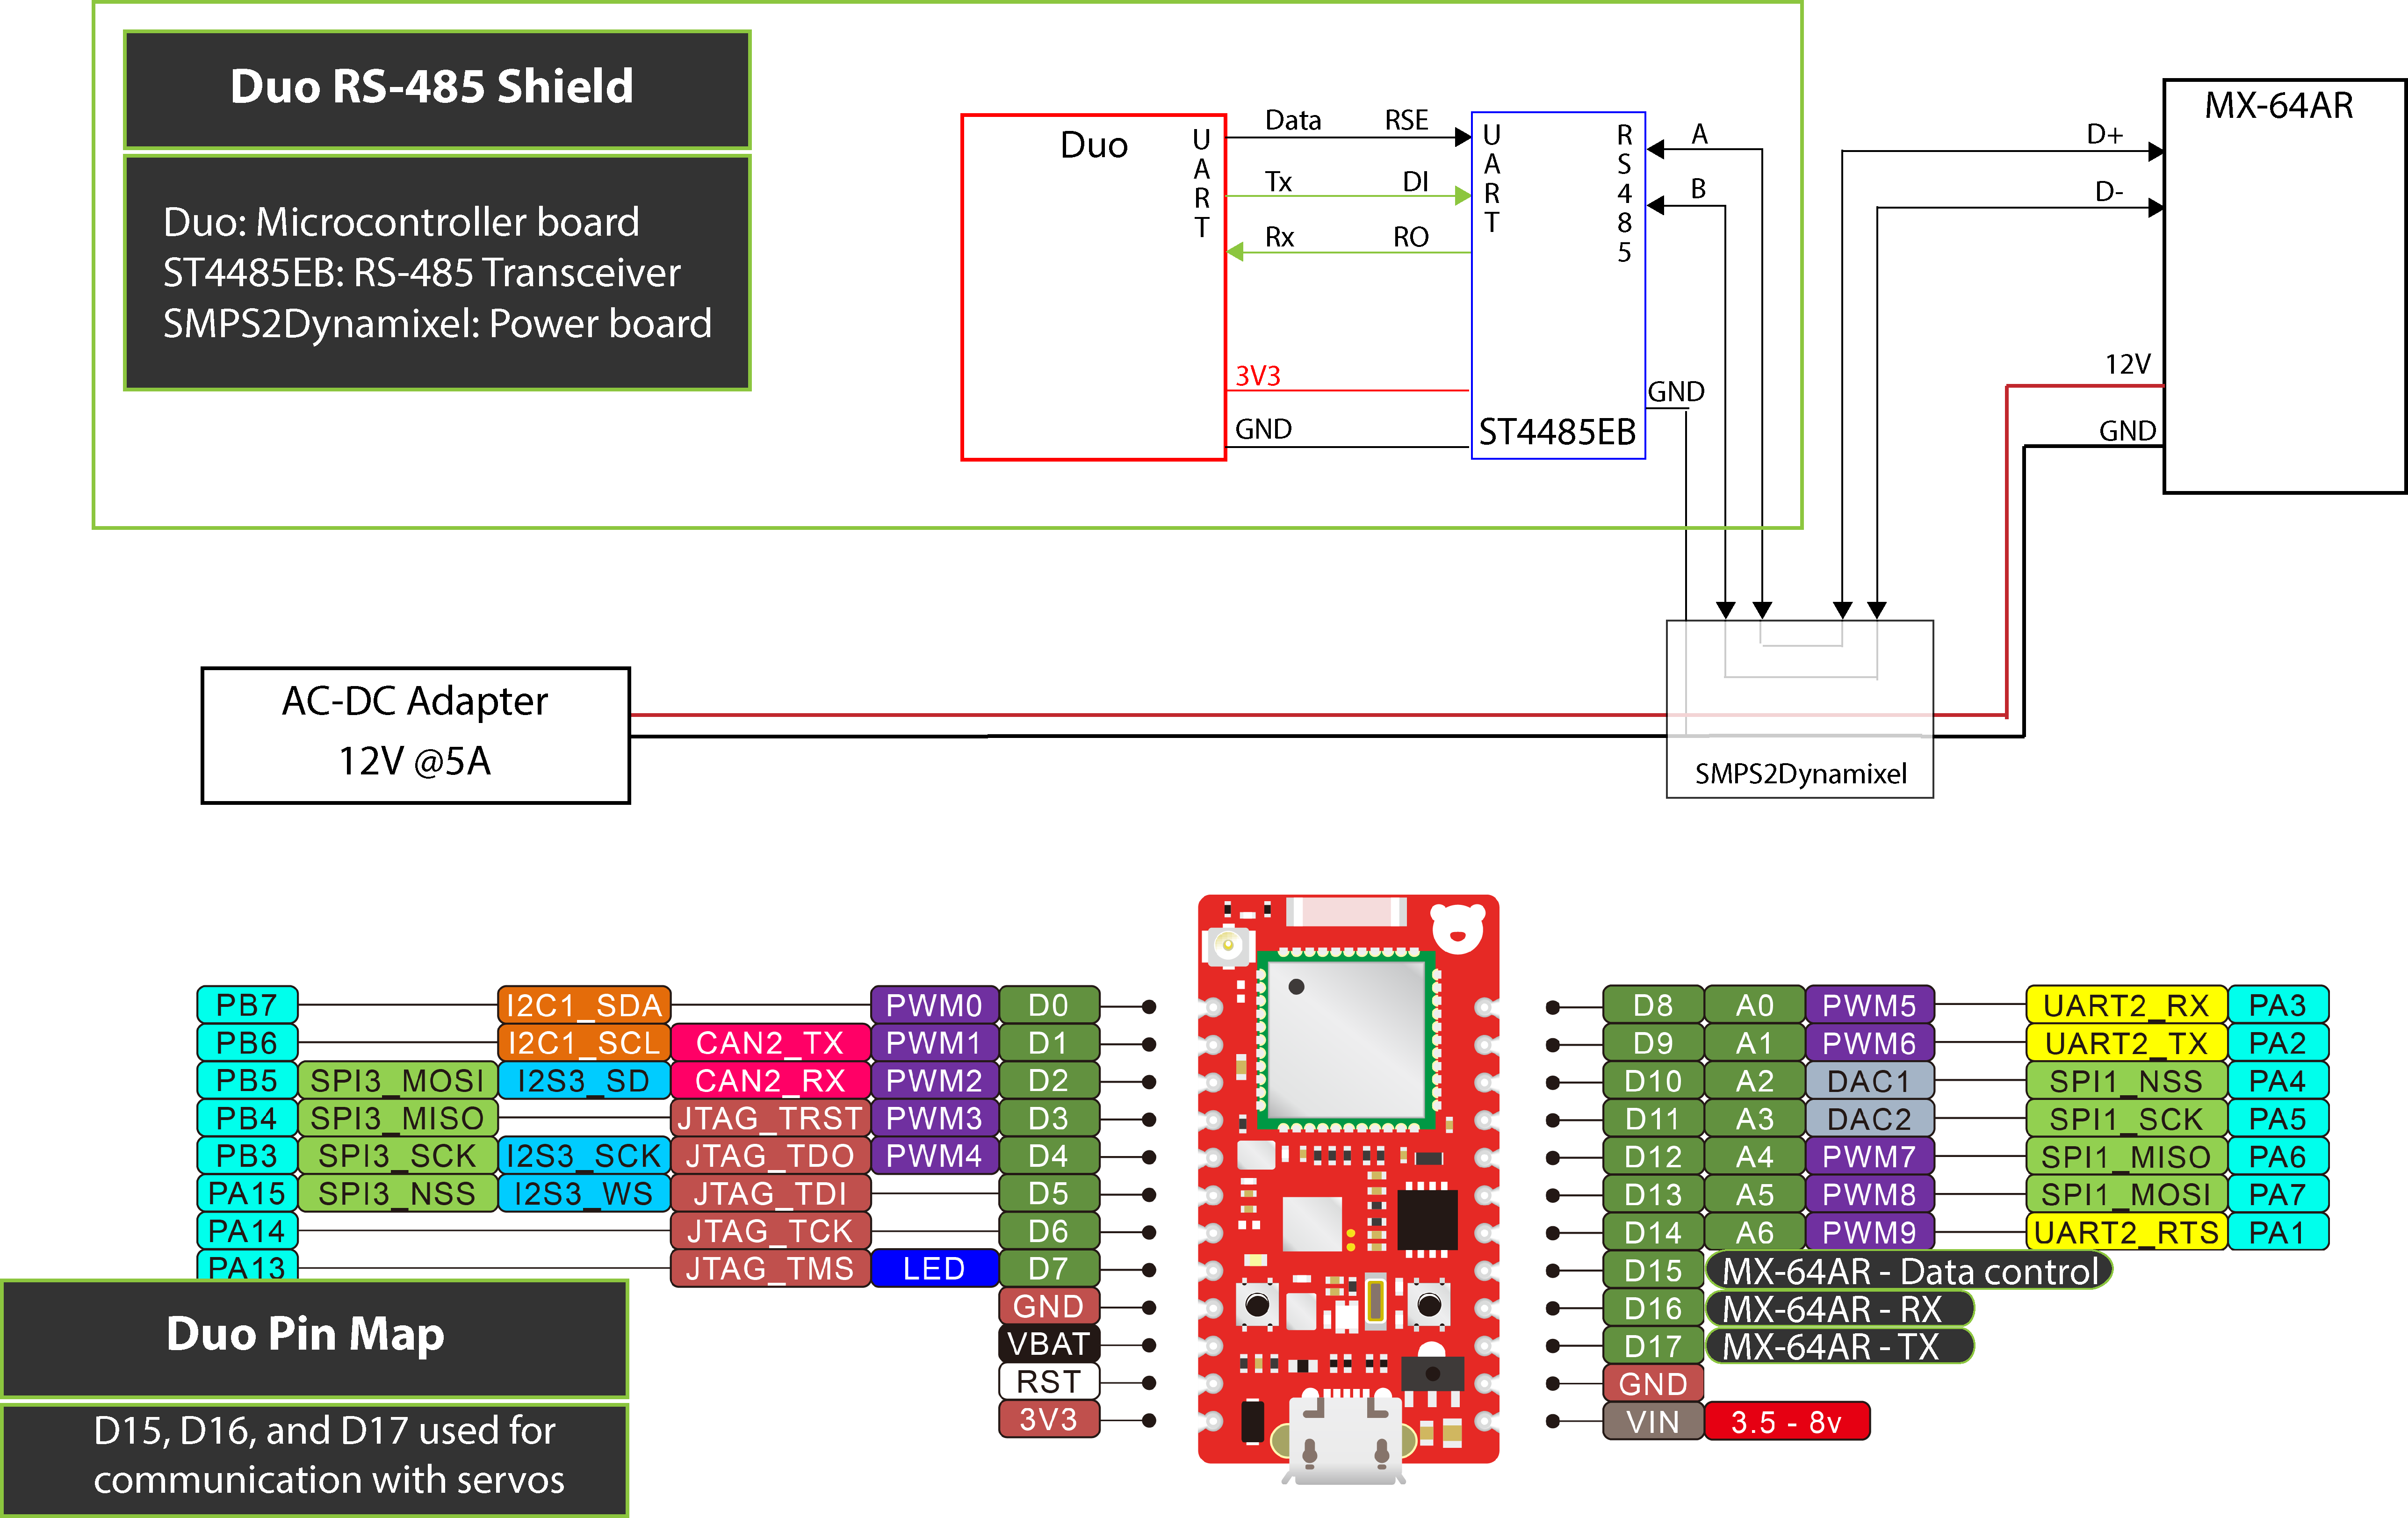 Duo RS-485 Shield
Duo: Microcontroller board
ST4485EB: RS-485 Transceiver
SMPS2Dynamixel: Power board
Duo
UART
Data RSE
Tx DI
Rx RO
3V3
GND
UART
RS485
ST4485EB
A
B
GND
MX-64AR
D+
D-
12V
GND
AC-DC Adapter
12V @5A
SMPS2Dynamixel
PB7 I2C1_SDA PWM0 D0
PB6 I2C1_SCL CAN2_TX PWM1 D1
PB5 SPI3_MOSI I2S3_SD CAN2_RX PWM2 D2
PB4 SPI3_MISO JTAG_TRST PWM3 D3
PB3 SPI3_SCK I2S3_SCK JTAG_TDO PWM4 D4
PA15 SPI3_NSS I2S3_WS JTAG_TDI D5
PA14 JTAG_TCK D6
PA13 JTAG_TMS LED D7
GND
VBAT
RST
3V3
D8 A0 PWM5 UART2_RX PA3
D9 A1 PWM6 UART2_TX PA2
D10 A2 DAC1 SPI1_NSS PA4
D11 A3 DAC2 SPI1_SCK PA5
D12 A4 PWM7 SPI1_MISO PA6
D13 A5 PWM8 SPI1_MOSI PA7
D14 A6 PWM9 UART2_RTS PA1
D15 MX-64AR - Data control
D16 MX-64AR - RX
D17 MX-64AR - TX
GND
VIN 3.5 - 8v
Duo Pin Map
D15, D16, and D17 used for
communication with servos